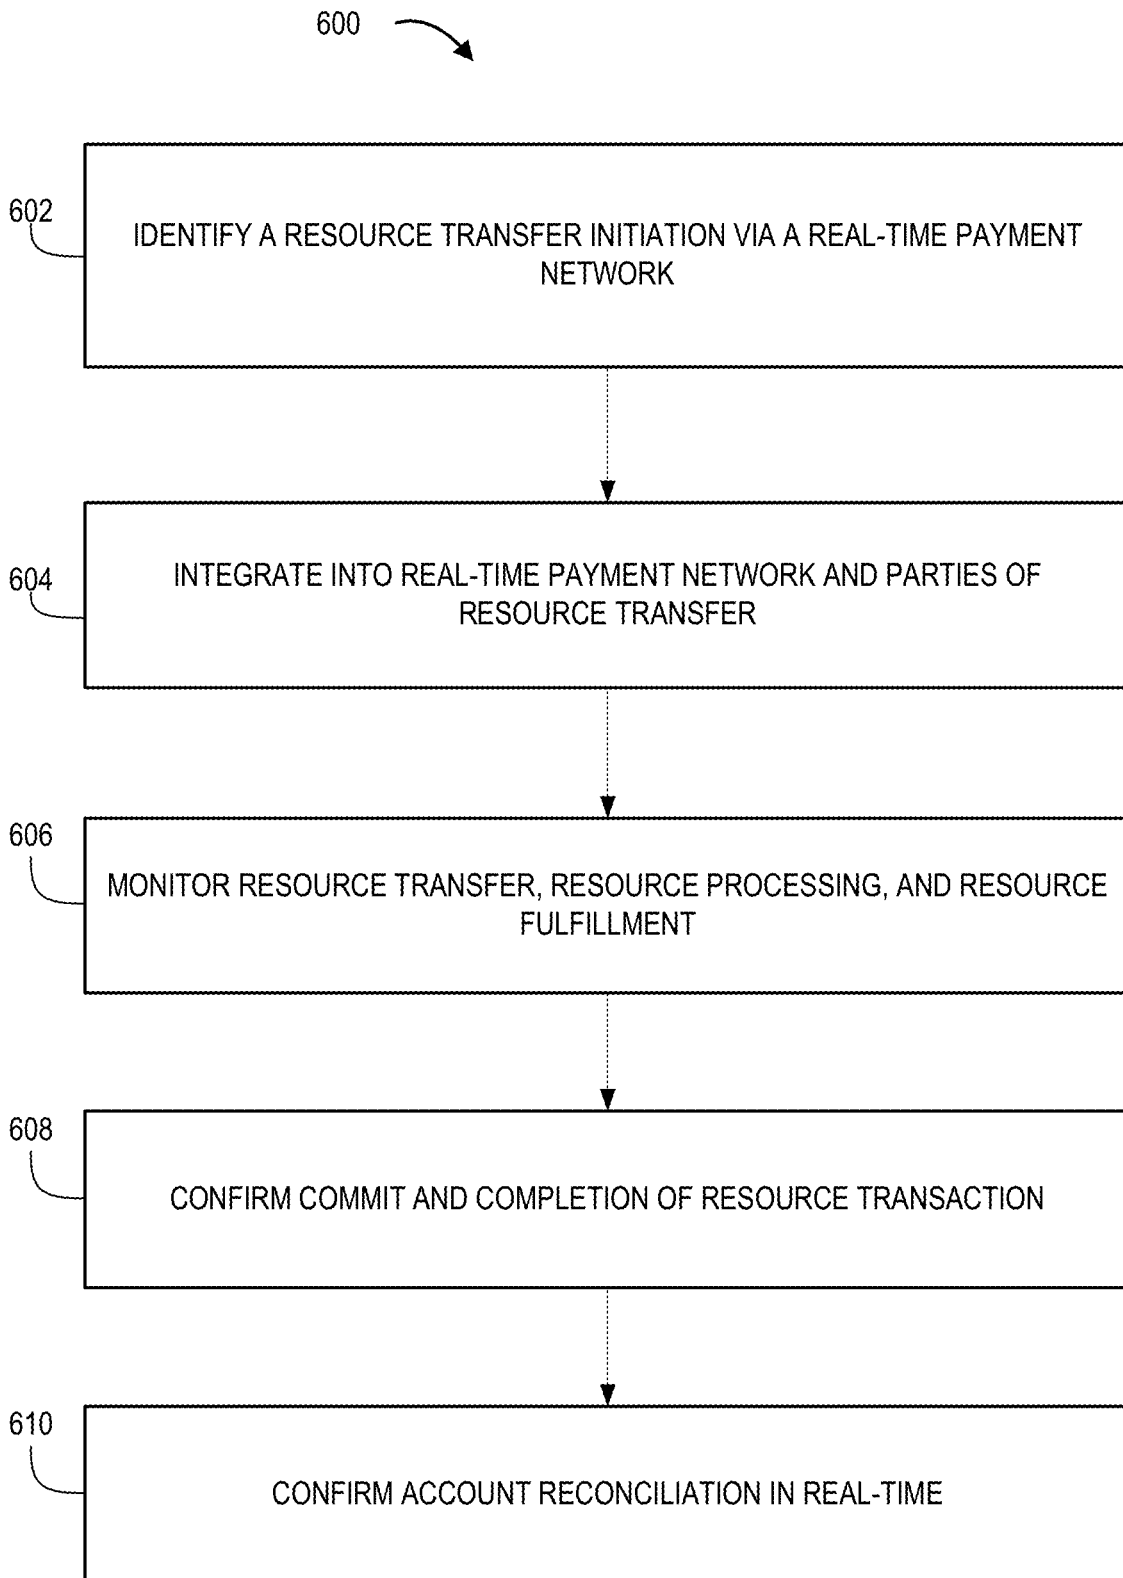 600
602
IDENTIFY A RESOURCE TRANSFER INITIATION VIA A REAL-TIME PAYMENT
NETWORK
604
INTEGRATE INTO REAL-TIME PAYMENT NETWORK AND PARTIES OF
RESOURCE TRANSFER
606
MONITOR RESOURCE TRANSFER, RESOURCE PROCESSING, AND RESOURCE
FULFILLMENT
608
CONFIRM COMMIT AND COMPLETION OF RESOURCE TRANSACTION
610
CONFIRM ACCOUNT RECONCILIATION IN REAL-TIME